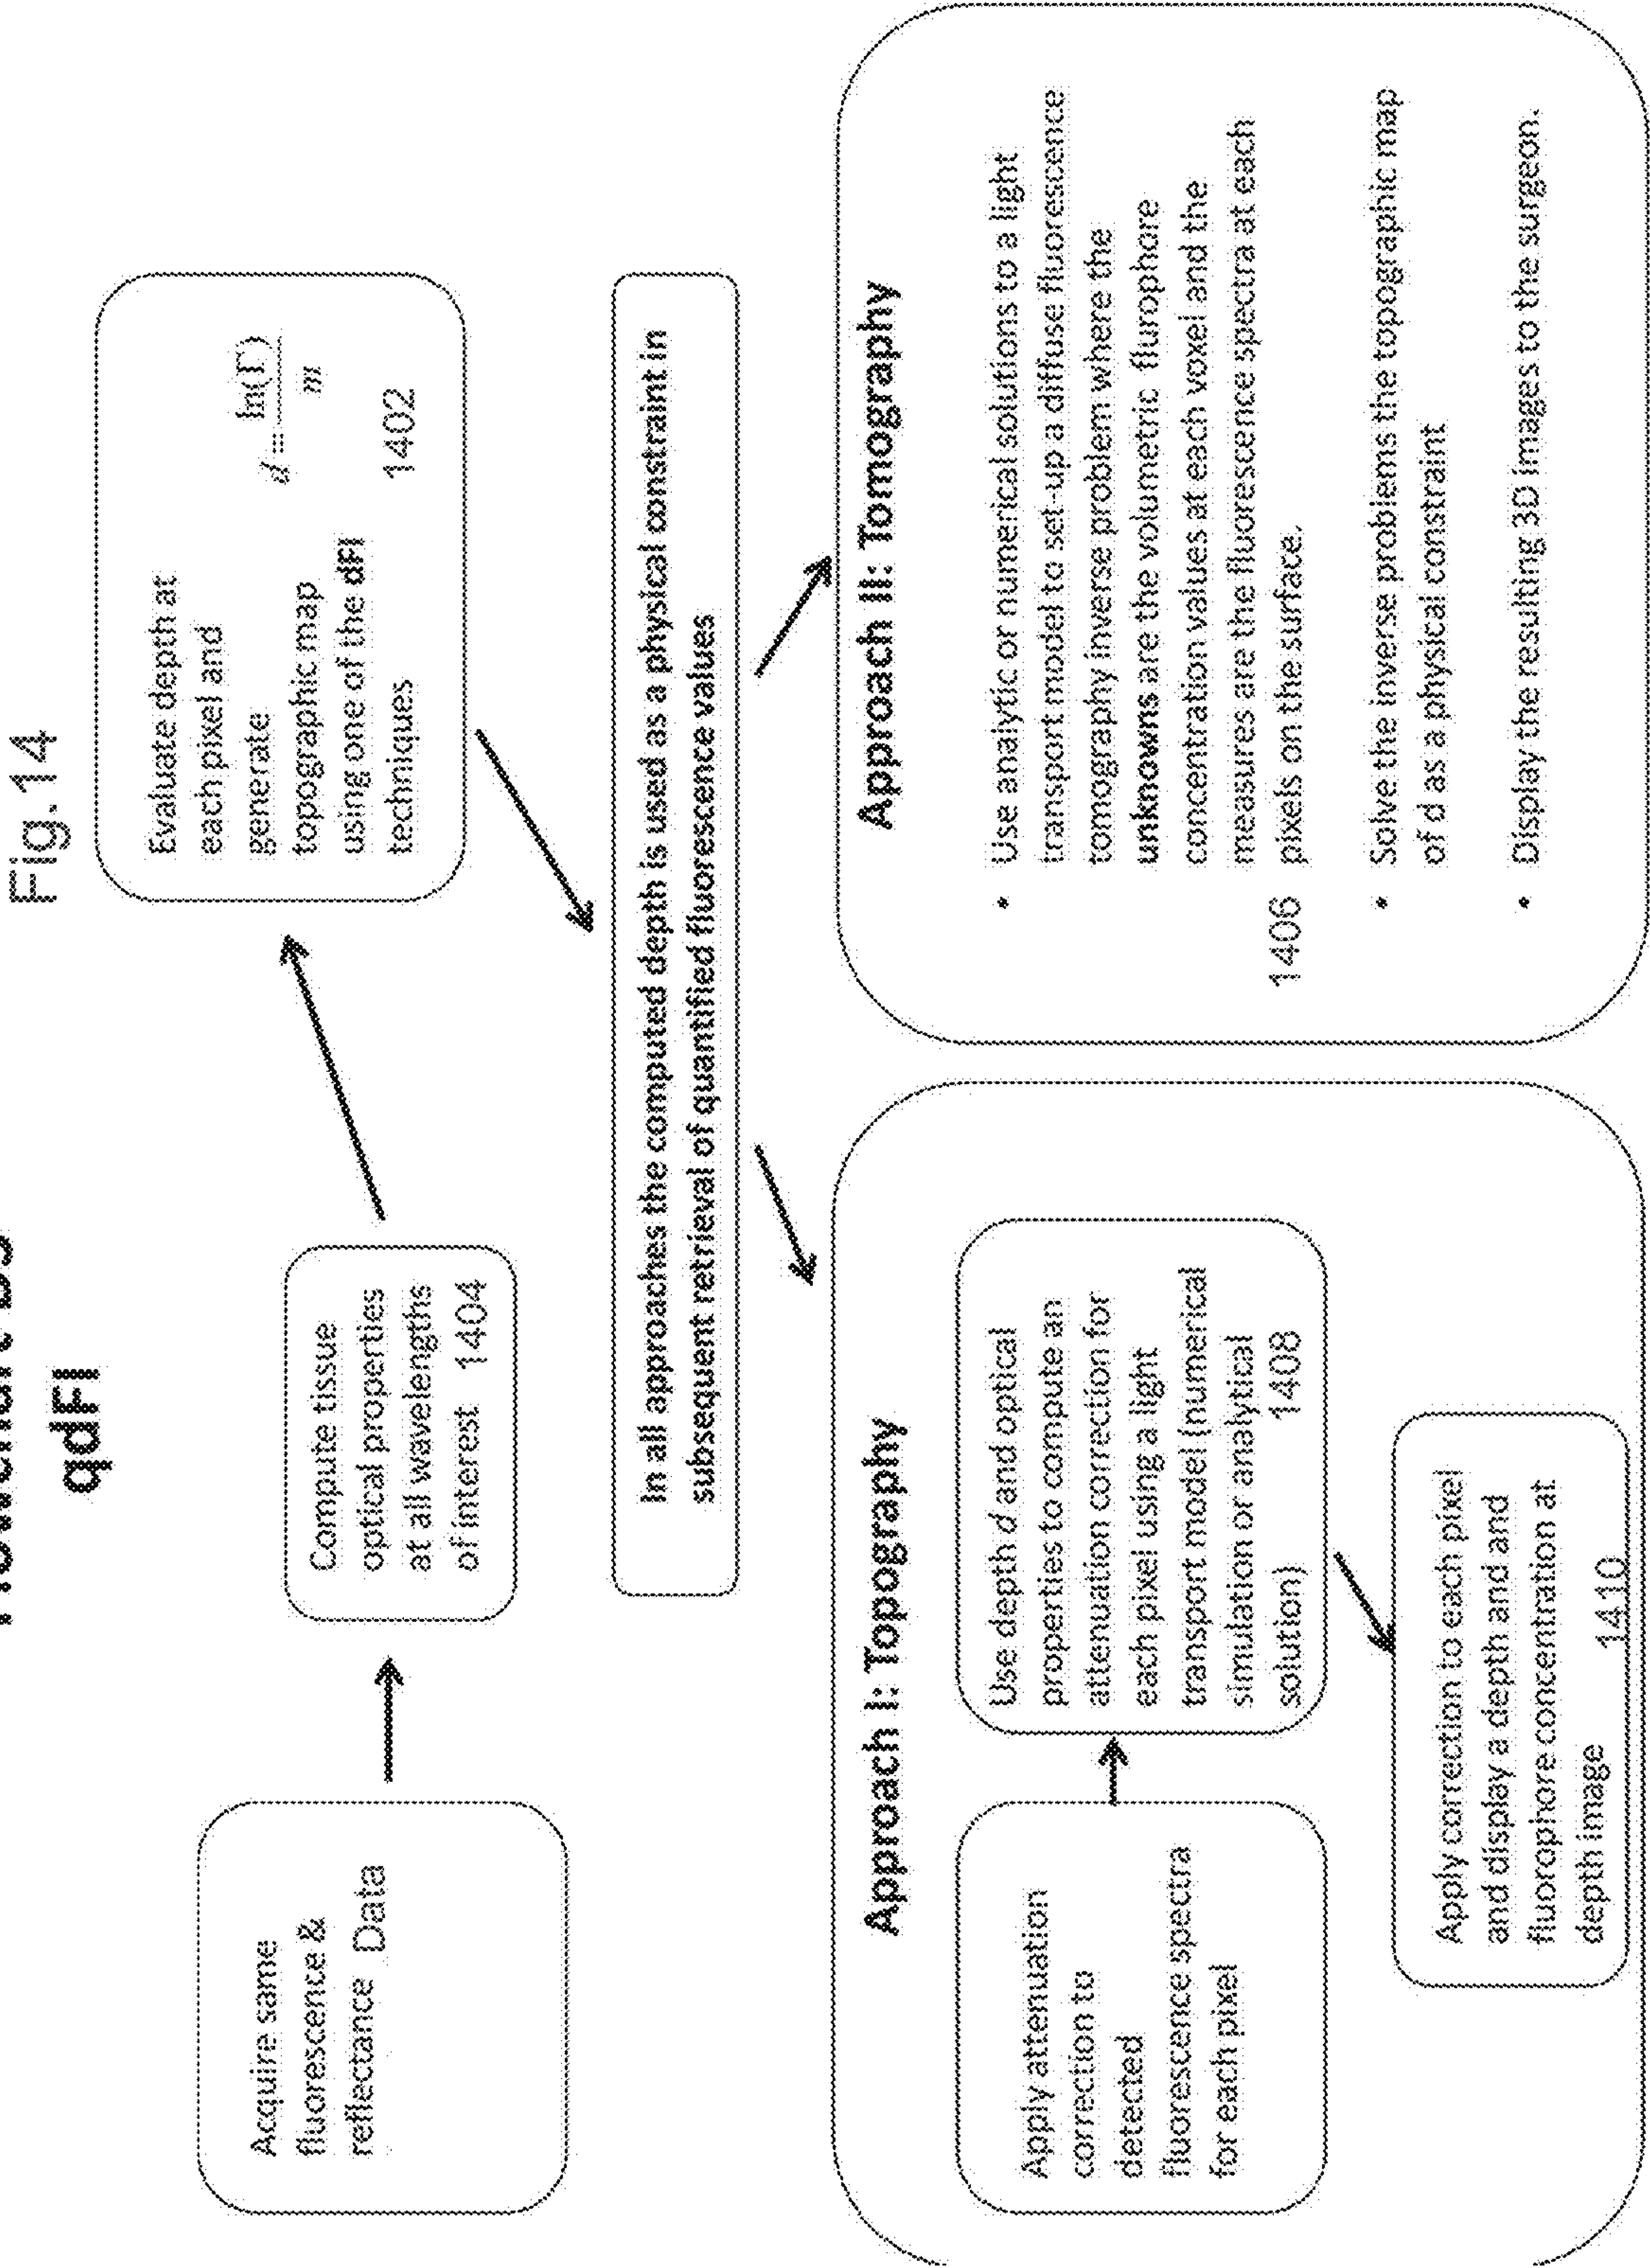 Fig.14
qdFI
Acquire same
fluorescence &
reflectance Data
Compute tissue
optical properties
at all wavelengths
of interest 1404
Evaluate depth at
each pixel and
generate
topographic map
using one of the dFI
techniques
d = ln(Γ)
m
1402
In all approaches the computed depth is used as a physical constraint in
subsequent retrieval of quantified fluorescence values
Approach I: Topography
Apply attenuation
correction to
detected
fluorescence spectra
for each pixel
Use depth d and optical
properties to compute an
attenuation correction for
each pixel using a light
transport model (numerical
simulation or analytical
solution) 1408
Apply correction to each pixel
and display a depth and and
fluorophore concentration at
depth image 1410
Approach II: Tomography
• Use analytic or numerical solutions to a light
transport model to set-up a diffuse fluorescence
tomography inverse problem where the
unknowns are the volumetric flurophore
concentration values at each voxel and the
measures are the fluorescence spectra at each
1406 pixels on the surface.
• Solve the inverse problems the topographic map
of d as a physical constraint
• Display the resulting 3D images to the surgeon.